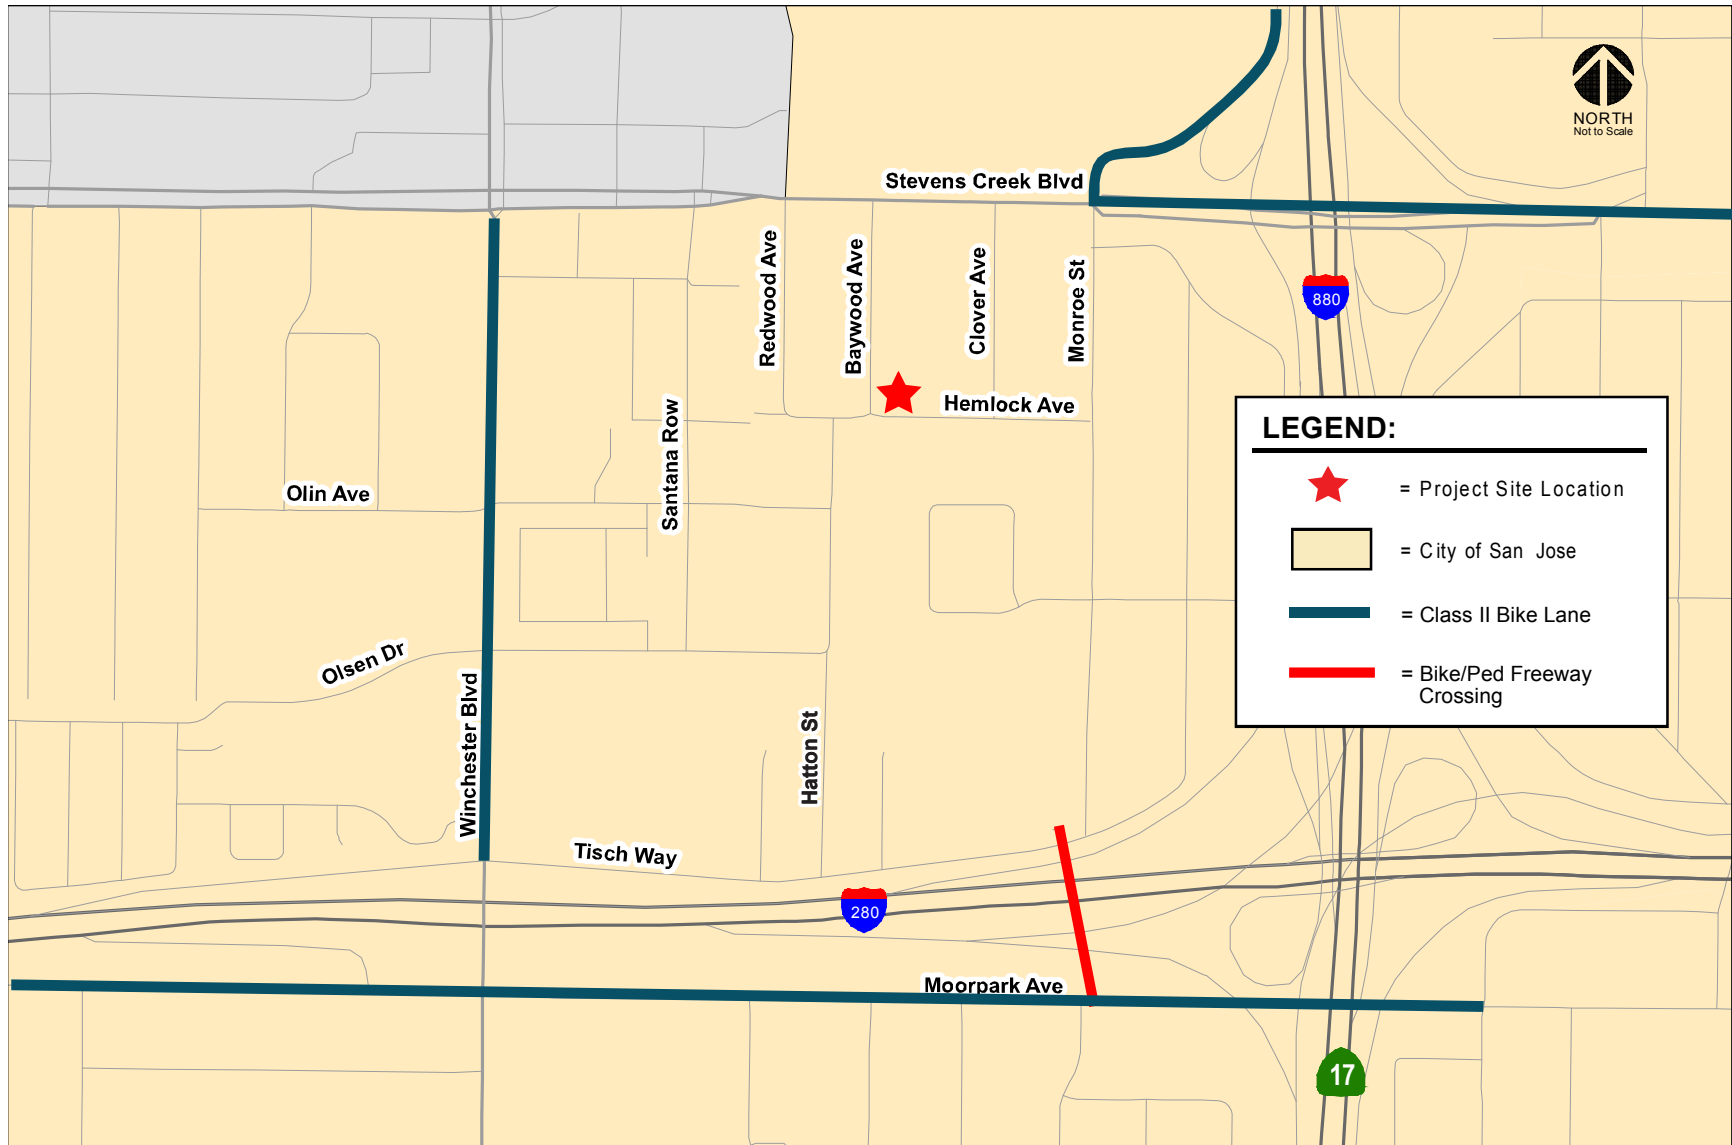 NORTH
Not to Scale
Stevens Creek Blvd
Redwood Ave
Baywood Ave
Clover Ave
Monroe St
880
Hemlock Ave
Santana Row
Olin Ave
LEGEND:
= Project Site Location
= City of San Jose
= Class II Bike Lane
= Bike/Ped Freeway
Crossing
Olsen Dr
Winchester Blvd
Hatton St
Tisch Way
280
Moorpark Ave
17